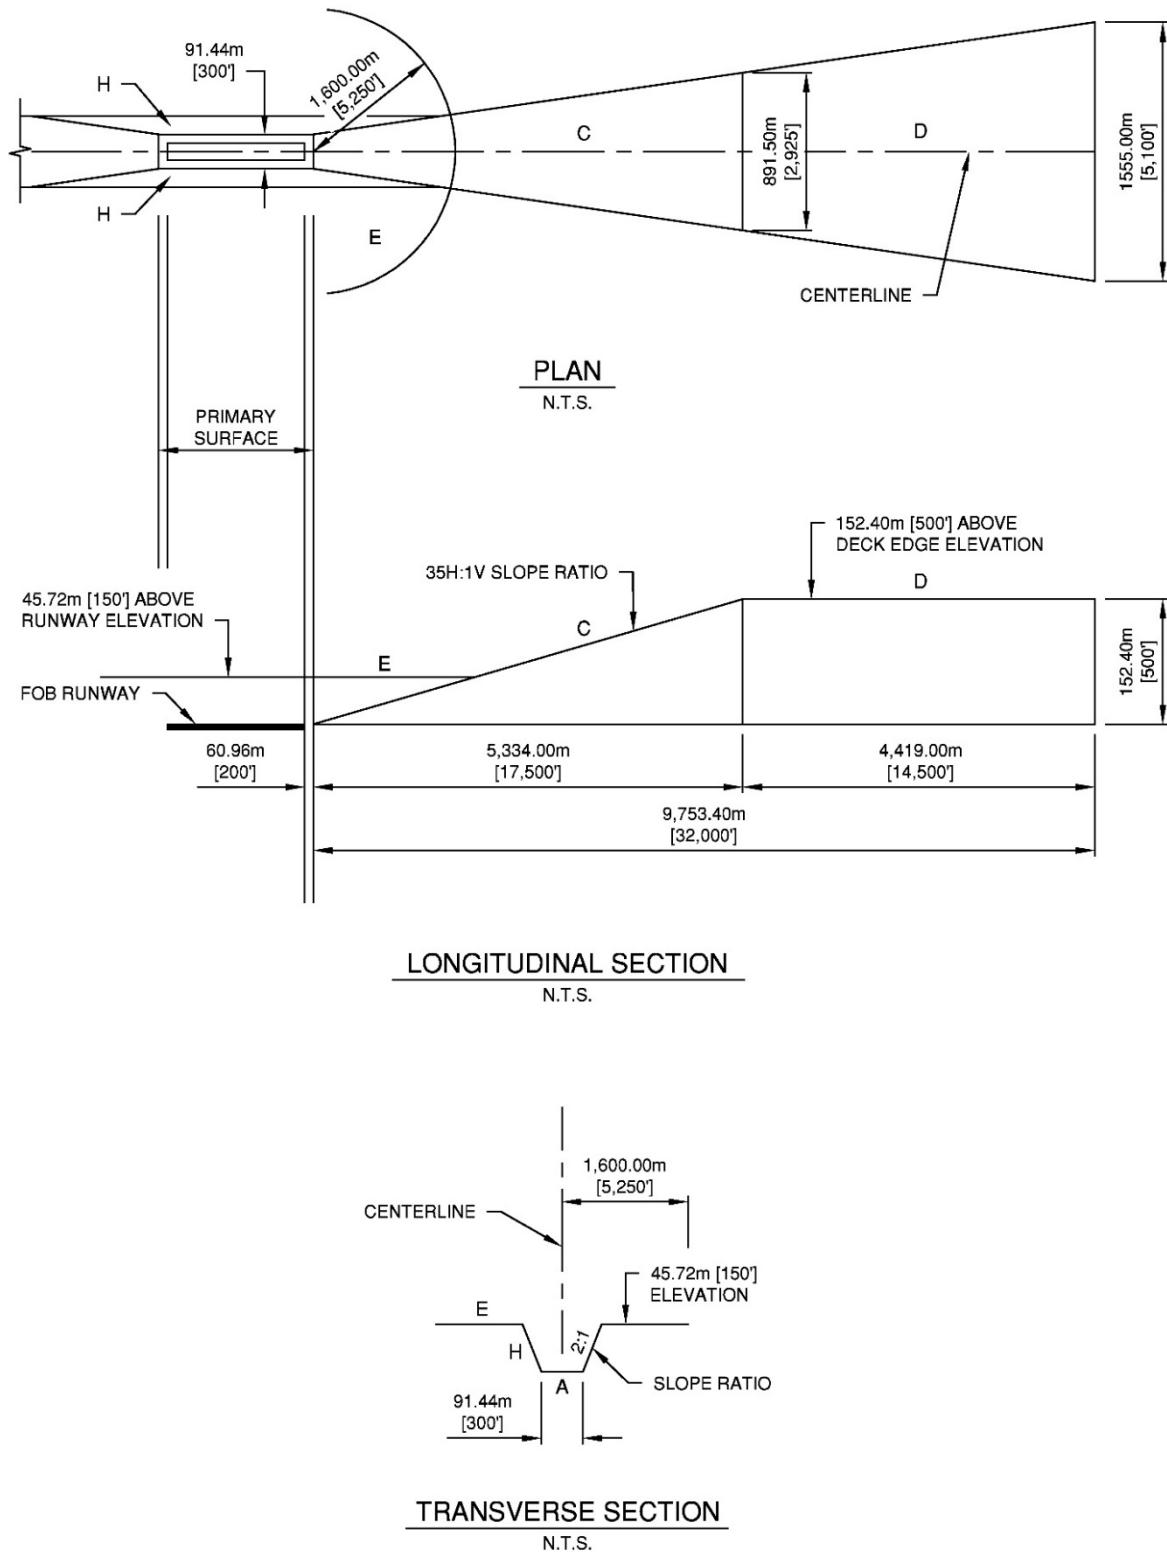 91.44m
[300']
H
1,600.00m
[5,250']
C
891.50m
[2,925']
D
1555.00m
[5,100']
H
E
CENTERLINE
PLAN
N.T.S.
PRIMARY
SURFACE
152.40m [500'] ABOVE
DECK EDGE ELEVATION
35H:1V SLOPE RATIO
D
45.72m [150'] ABOVE
RUNWAY ELEVATION
C
E
152.40m
[500']
FOB RUNWAY
60.96m
[200']
5,334.00m
[17,500']
4,419.00m
[14,500']
9,753.40m
[32,000']
LONGITUDINAL SECTION
N.T.S.
1,600.00m
[5,250']
CENTERLINE
45.72m [150']
ELEVATION
E
H
2:1
A
SLOPE RATIO
91.44m
[300']
TRANSVERSE SECTION
N.T.S.